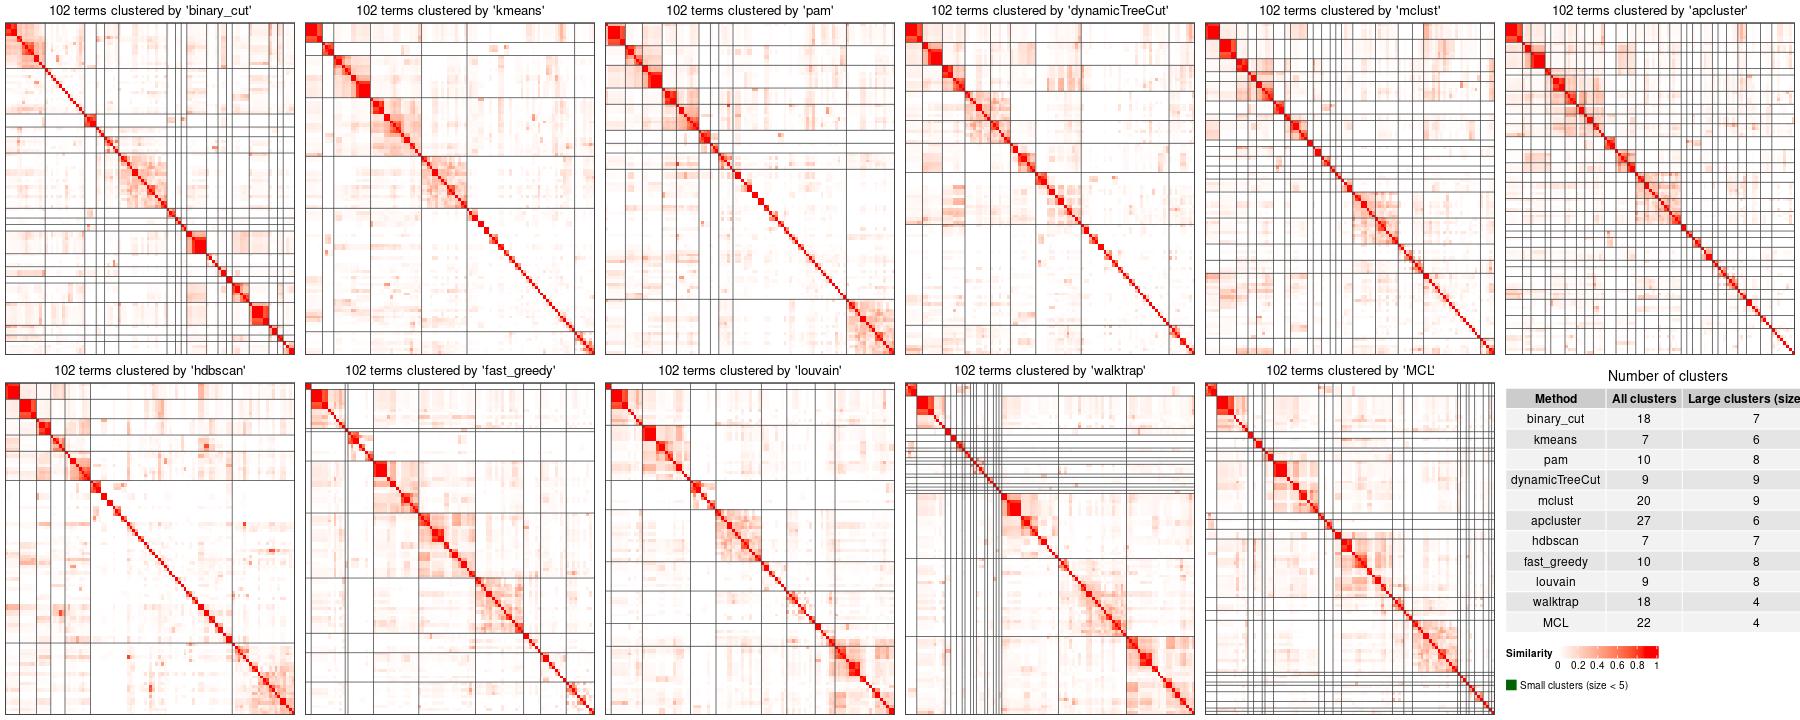 102 terms clustered by 'binary_cut'
102 terms clustered by 'kmeans'
102 terms clustered by 'pam'
102 terms clustered by 'dynamicTreeCut'
102 terms clustered by 'mclust'
102 terms clustered by 'apcluster'
102 terms clustered by 'hdbscan'
102 terms clustered by 'fast_greedy'
102 terms clustered by 'louvain'
102 terms clustered by 'walktrap'
102 terms clustered by 'MCL'
Number of clusters
Method All clusters Large clusters (size
binary_cut 18 7
kmeans 7 6
pam 10 8
dynamicTreeCut 9 9
mclust 20 9
apcluster 27 6
hdbscan 7 7
fast_greedy 10 8
louvain 9 8
walktrap 18 4
MCL 22 4
Similarity
0 0.2 0.4 0.6 0.8 1
Small clusters (size < 5)